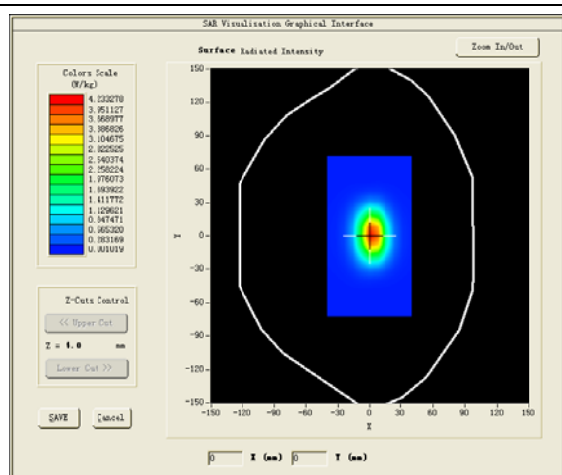 SAR Visualisation Graphical Interface
Surface Radiated Intensity
Zoom In/Out
Colors Scale
(W/kg)
4.233278
3.951127
3.668977
3.386826
3.104675
2.822525
2.540374
2.258224
1.976073
1.693922
1.411772
1.129621
0.847471
0.565320
0.283169
0.001019
Z-Cuts Control
<< Upper Cut
Z = 4.0 mm
Lower Cut >>
SAVE
Cancel
150
120
90
60
30
0
-30
-60
-90
-120
-150
Y
-150 -120 -90 -60 -30 0 30 60 90 120 150
X
0 X (mm) 0 Y (mm)